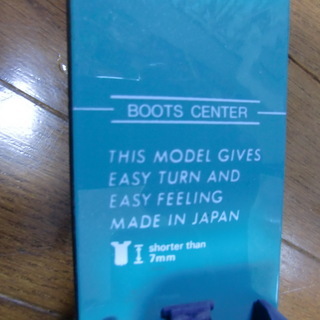 BOOTS CENTER
THIS MODEL GIVES
EASY TURN AND
EASY FEELING
MADE IN JAPAN
shorter than
7mm